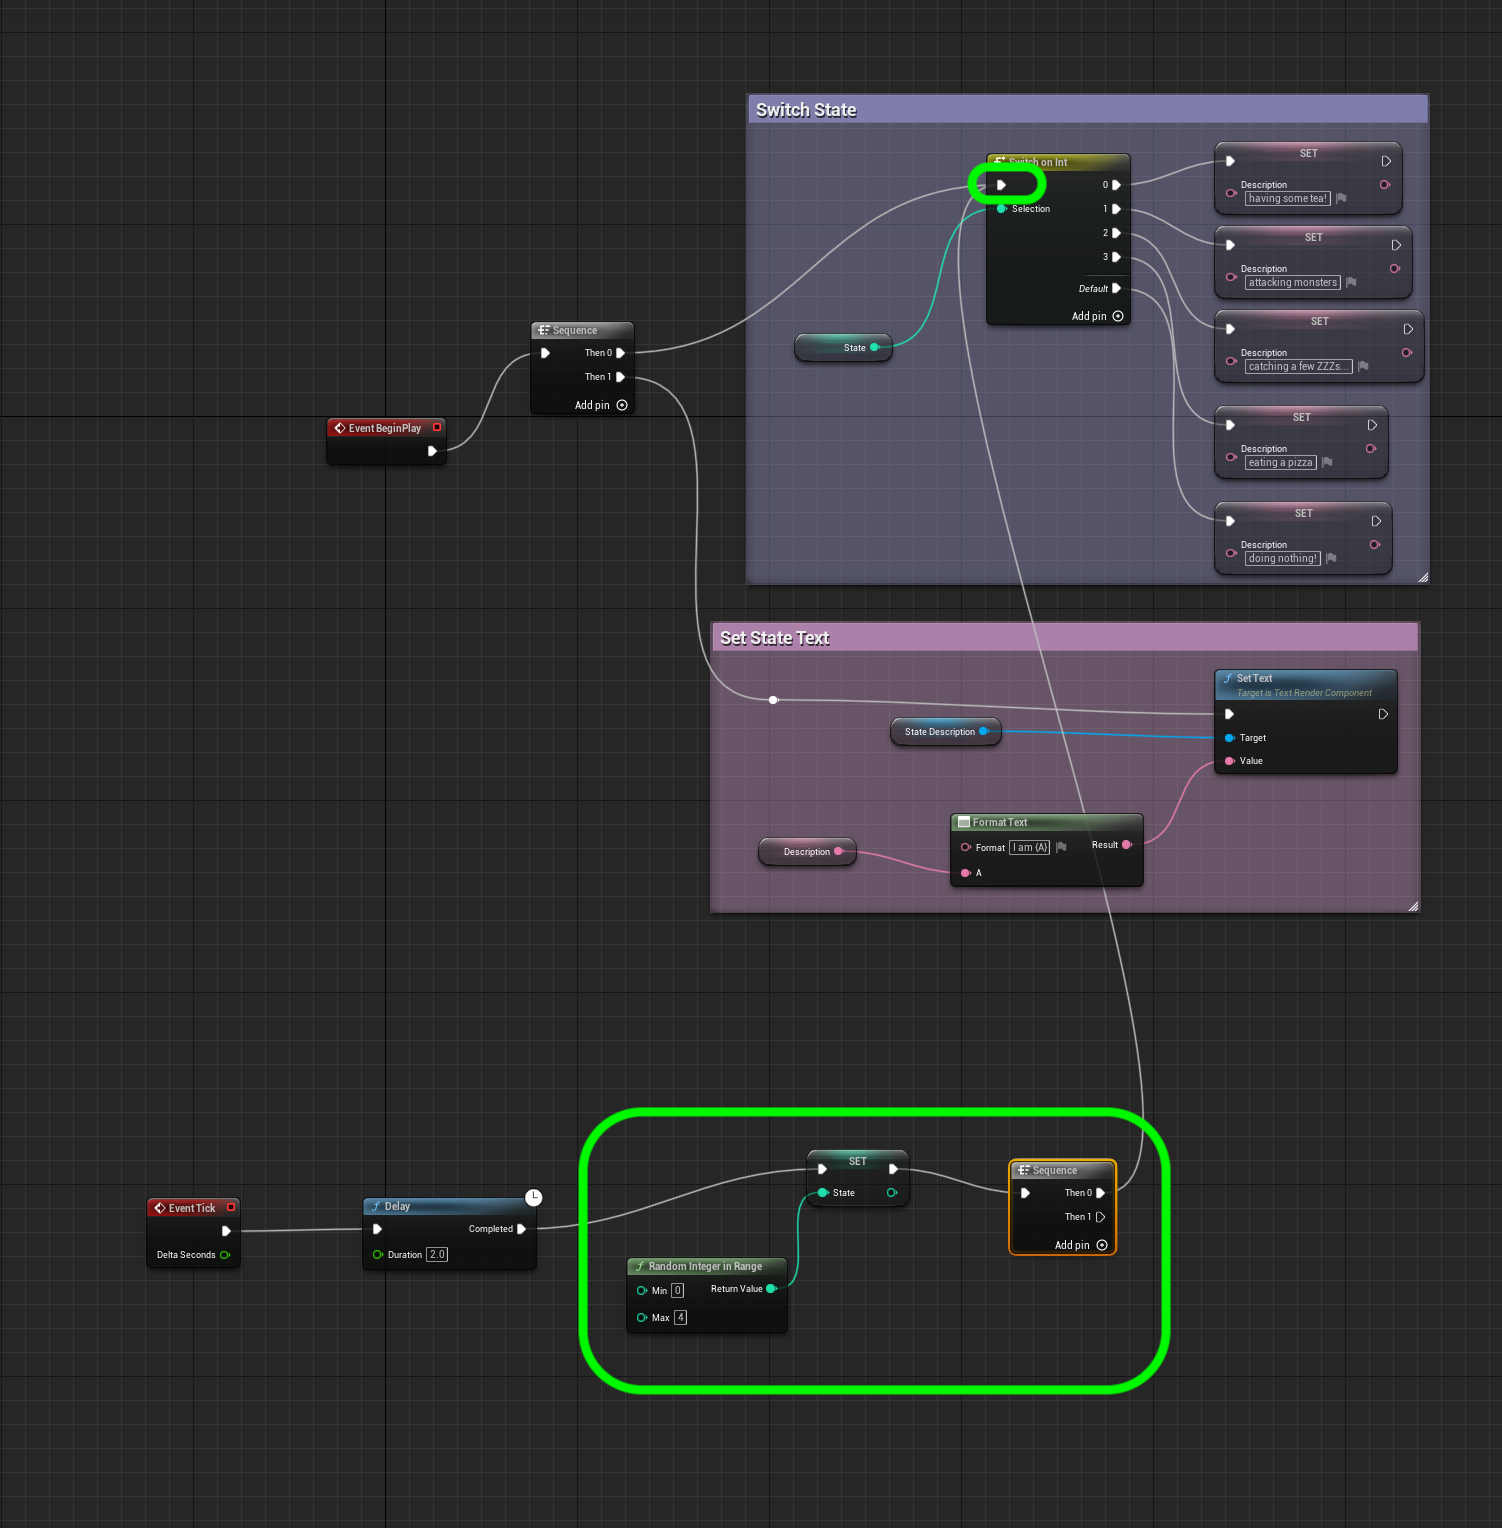 Switch State
Switch on Int
Selection
0
1
2
3
Default
Add pin
SET
Description
having some tea!
SET
Description
attacking monsters
SET
Description
catching a few ZZZs...
SET
Description
eating a pizza
SET
Description
doing nothing!
State
Sequence
Then 0
Then 1
Add pin
Event BeginPlay
Set State Text
Set Text
Target is Text Render Component
Target
Value
State Description
Format Text
Format I am {A} Result
A
Description
SET
State
Sequence
Then 0
Then 1
Add pin
Event Tick
Delta Seconds
Delay
Completed
Duration 2.0
Random Integer in Range
Min 0 Return Value
Max 4